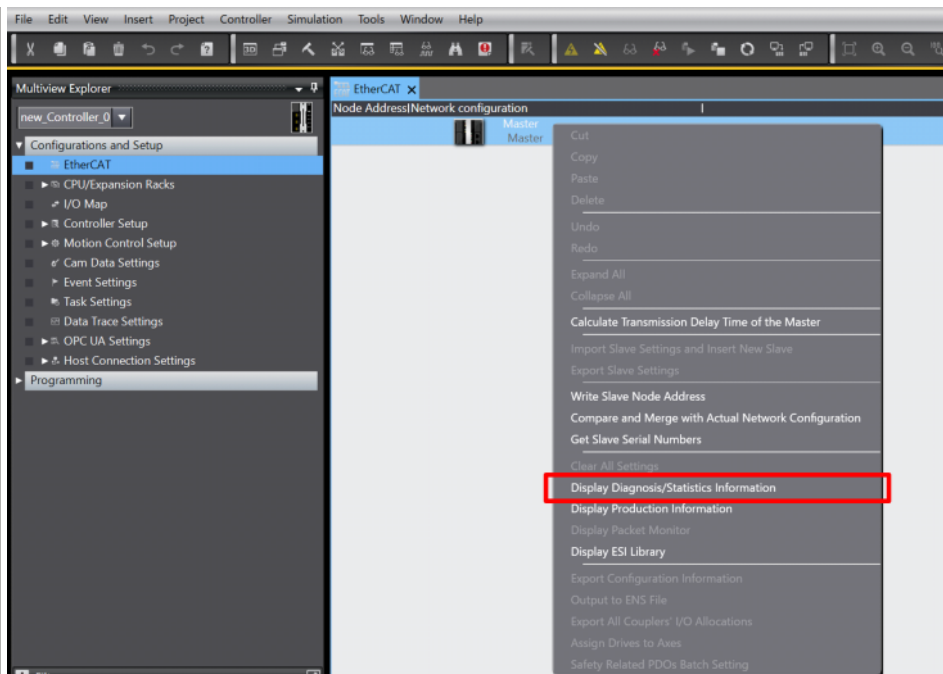 File Edit View Insert Project Controller Simulation Tools Window Help
Multiview Explorer
EtherCAT
new_Controller_0
Node Address|Network configuration
Master
Master
Configurations and Setup
EtherCAT
CPU/Expansion Racks
I/O Map
Controller Setup
Motion Control Setup
Cam Data Settings
Event Settings
Task Settings
Data Trace Settings
OPC UA Settings
Host Connection Settings
Programming
Cut
Copy
Paste
Delete
Undo
Redo
Expand All
Collapse All
Calculate Transmission Delay Time of the Master
Import Slave Settings and Insert New Slave
Export Slave Settings
Write Slave Node Address
Compare and Merge with Actual Network Configuration
Get Slave Serial Numbers
Clear All Settings
Display Diagnosis/Statistics Information
Display Production Information
Display Packet Monitor
Display ESI Library
Export Configuration Information
Output to ENS File
Export All Couplers' I/O Allocations
Assign Drives to Axes
Safety Related PDOs Batch Setting